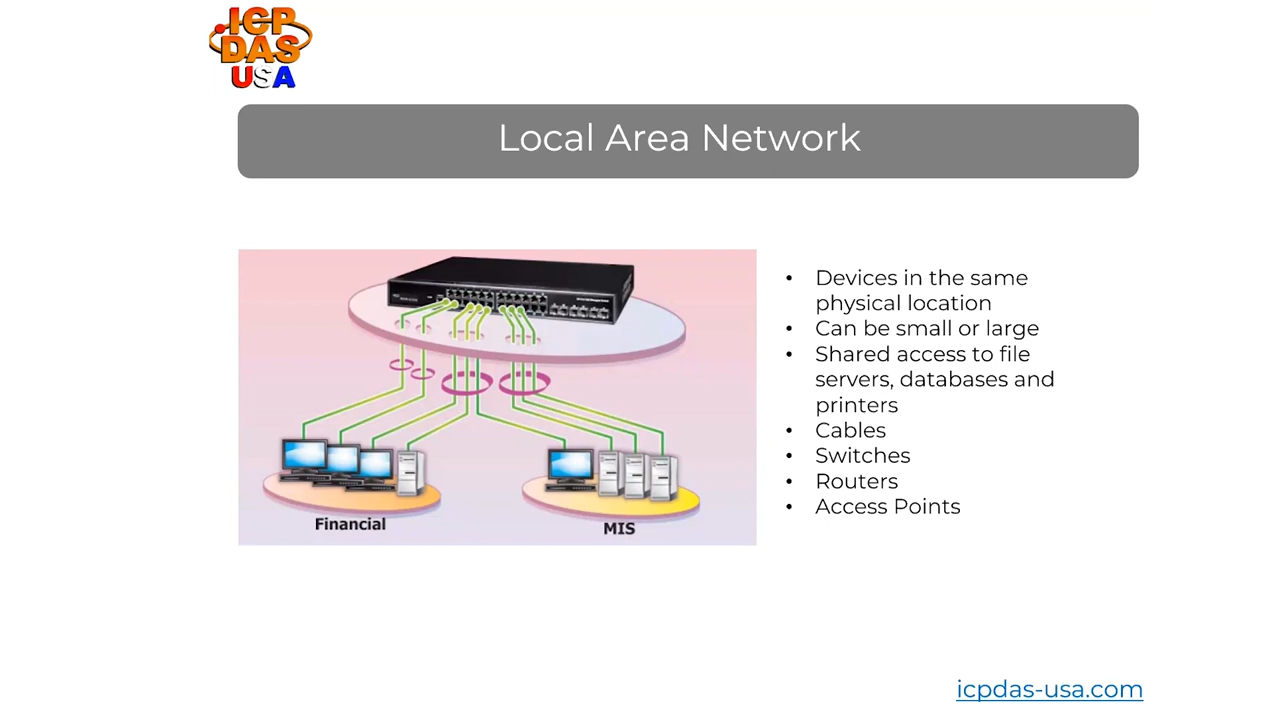 ICP
DAS
USA
Local Area Network
• Devices in the same
physical location
• Can be small or large
• Shared access to file
servers, databases and
printers
• Cables
• Switches
• Routers
• Access Points
Financial
MIS
icpdas-usa.com